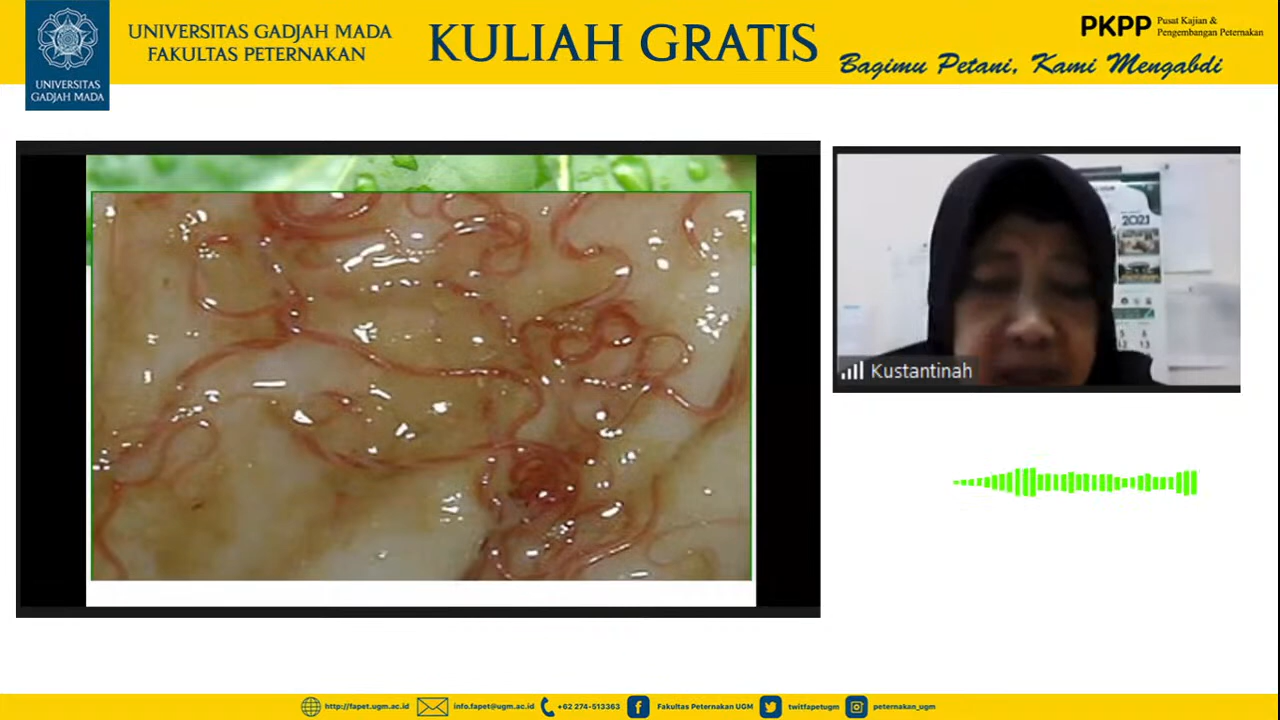 UNIVERSITAS
GADJAH MADA
UNIVERSITAS GADJAH MADA
FAKULTAS PETERNAKAN
KULIAH GRATIS
PKPP
Pusat Kajian &
Pengembangan Peternakan
Bagimu Petani, Kami Mengabdi
2021
Kustantinah
http://fapet.ugm.ac.id
info.fapet@ugm.ac.id
+62 274-513363
Fakultas Peternakan UGM
twitfapetugm
peternakan_ugm